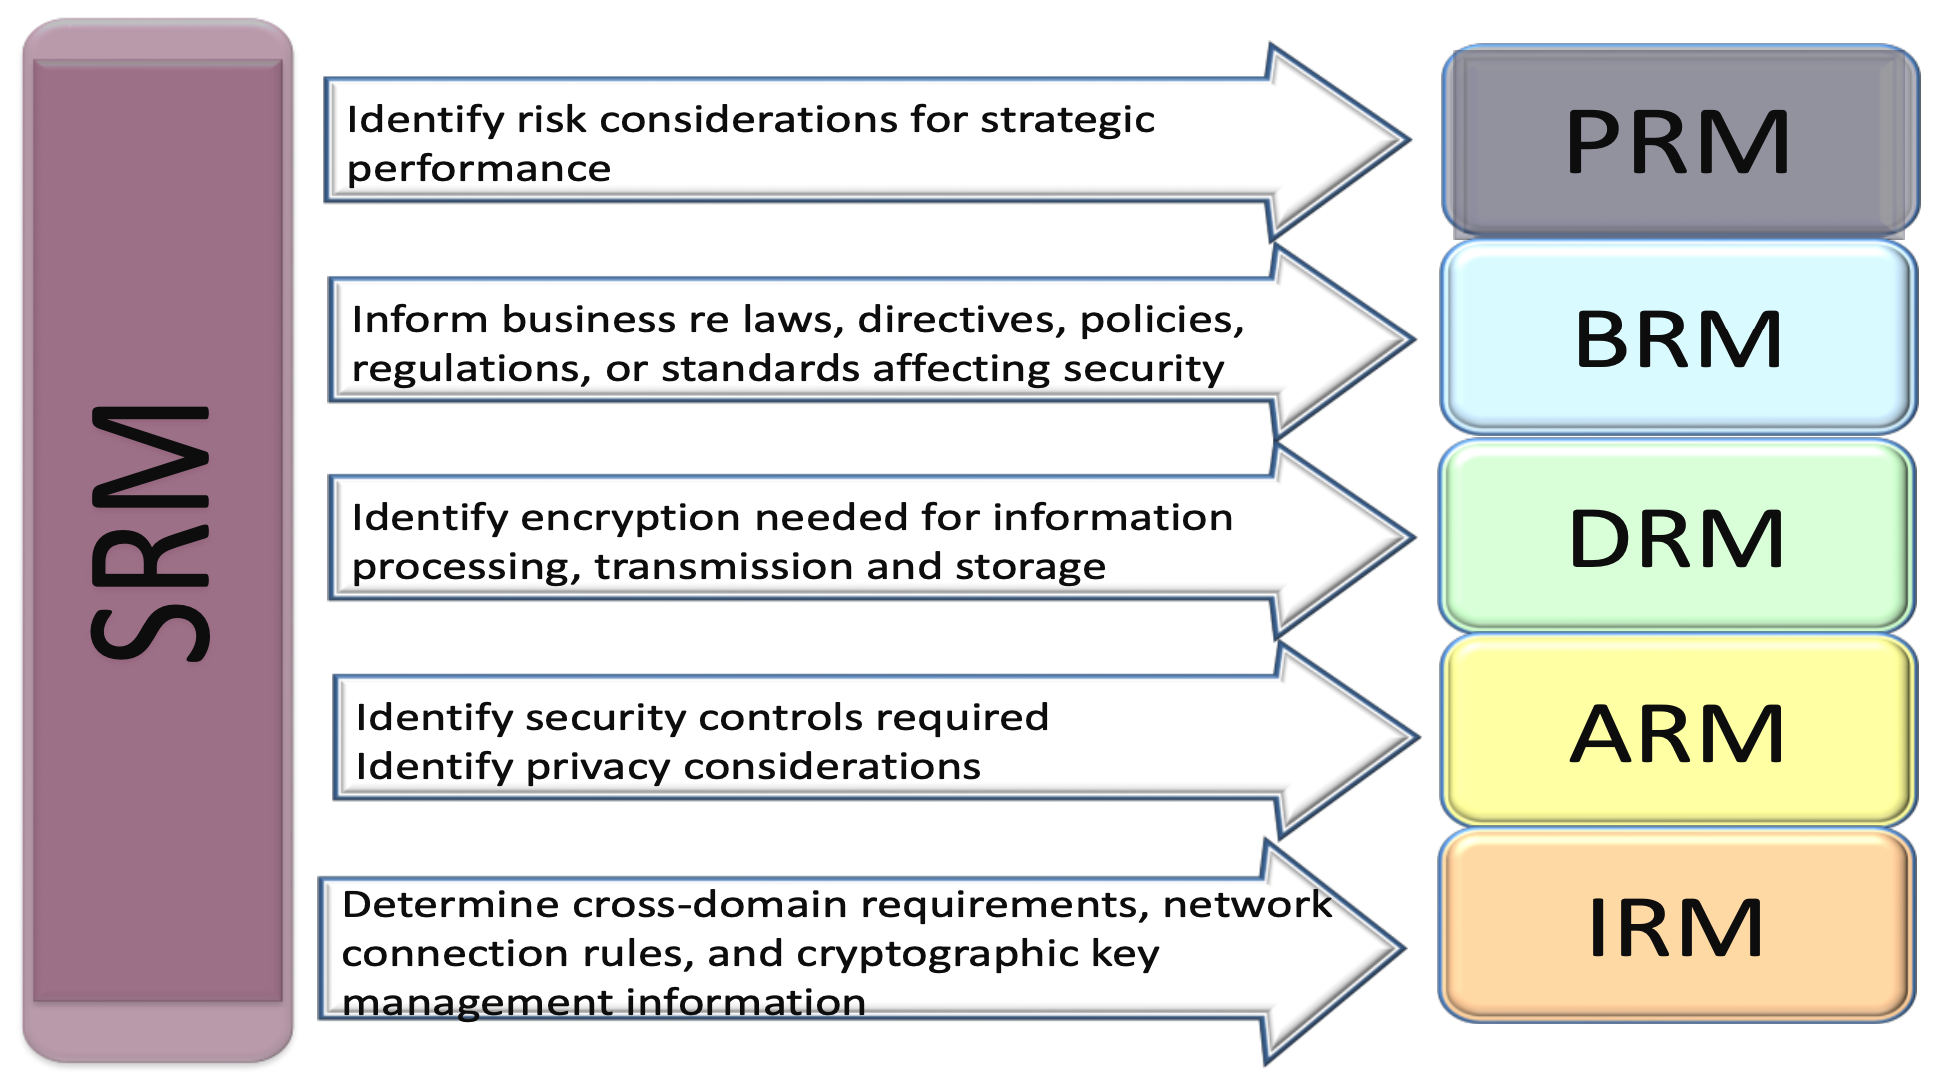 SRM
Identify risk considerations for strategic
performance
PRM
Inform business re laws, directives, policies,
regulations, or standards affecting security
BRM
Identify encryption needed for information
processing, transmission and storage
DRM
Identify security controls required
Identify privacy considerations
ARM
Determine cross-domain requirements, network
connection rules, and cryptographic key
management information
IRM